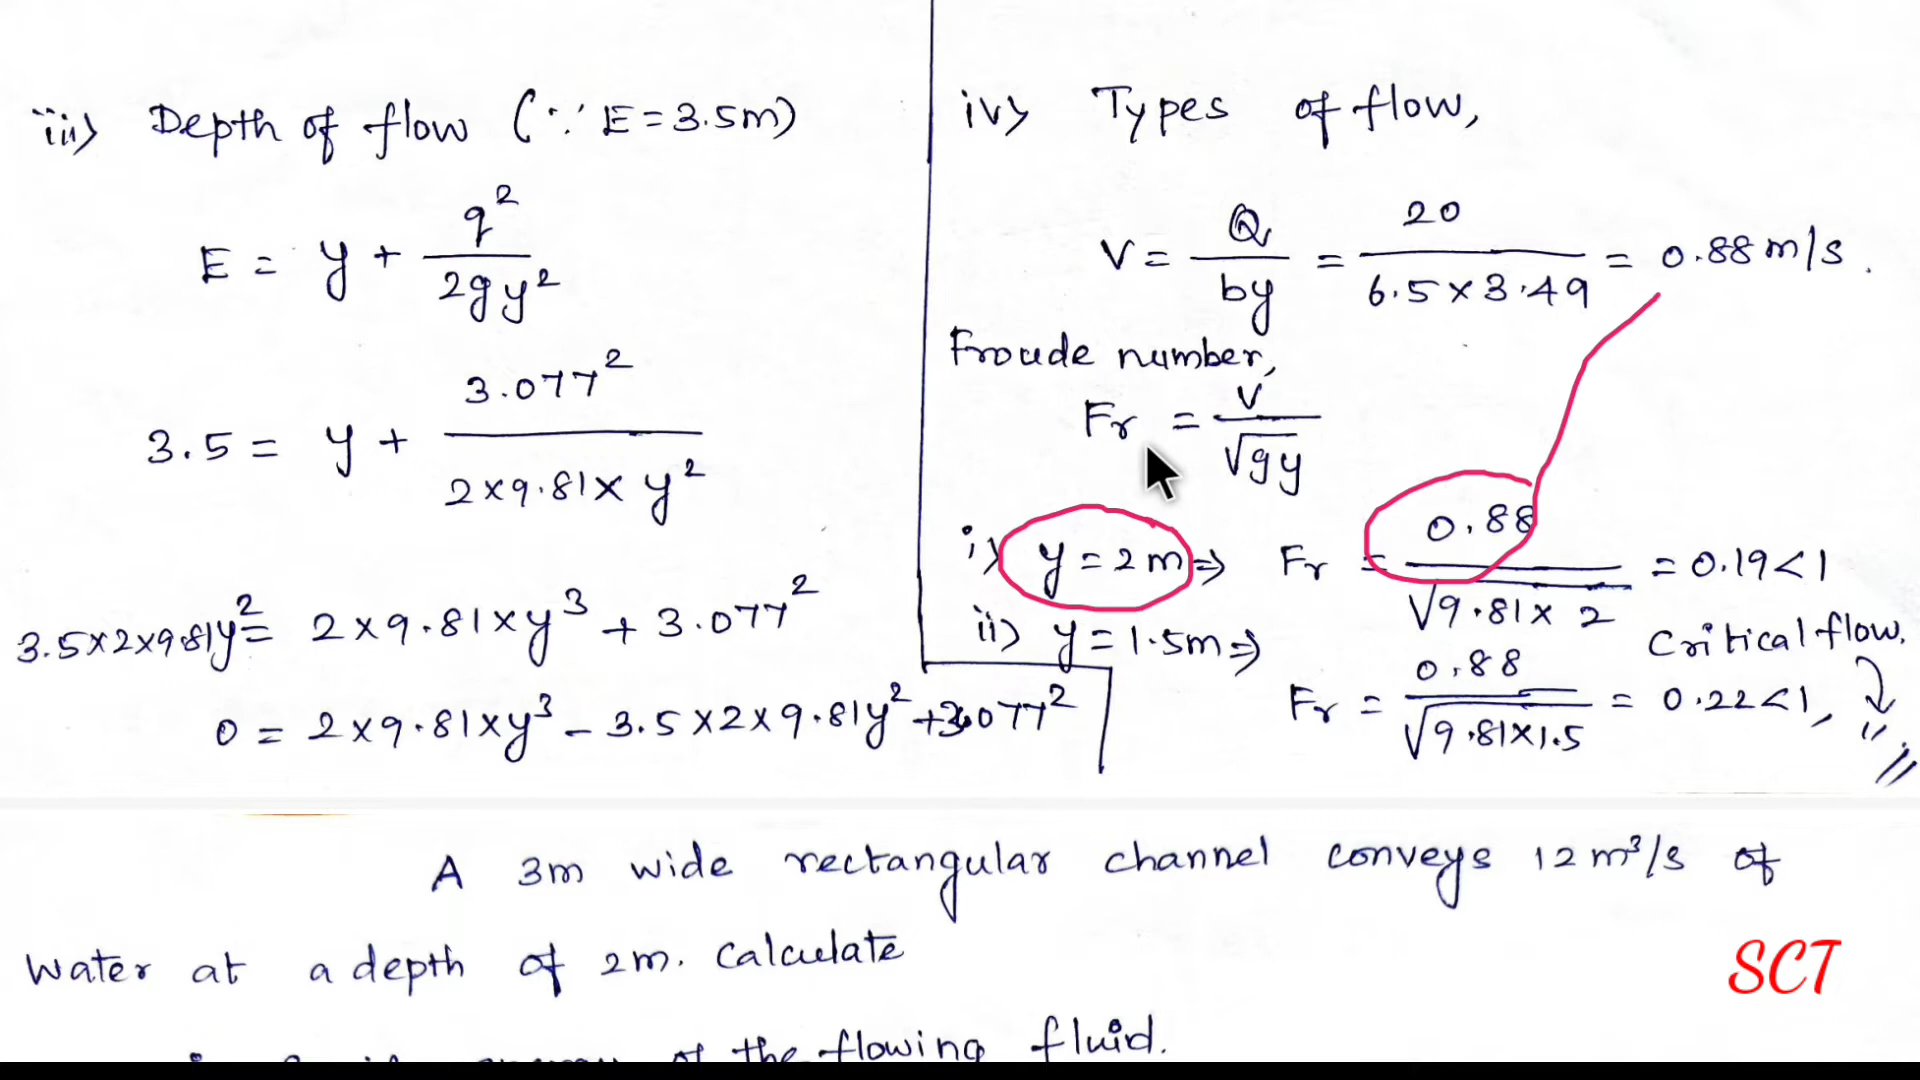 iii) Depth of flow (∵ E = 3.5m)
E = y + q² / 2gy²
3.5 = y + 3.077² / 2×9.81× y²
3.5×2×9.81y² = 2×9.81×y³ + 3.077²
0 = 2×9.81×y³ - 3.5×2×9.81y² + 3.077²
iv) Types of flow,
V = Q / by = 20 / 6.5×3.49 = 0.88 m/s.
Froude number,
Fr = V / √gy
i) y = 2m ⇒ Fr = 0.88 / √9.81× 2 = 0.19<1
Critical flow.
ii) y = 1.5m ⇒ Fr = 0.88 / √9.81×1.5 = 0.22<1, 〃
A 3m wide rectangular channel conveys 12m³/s of
water at a depth of 2m. Calculate
SCT
of the flowing fluid.